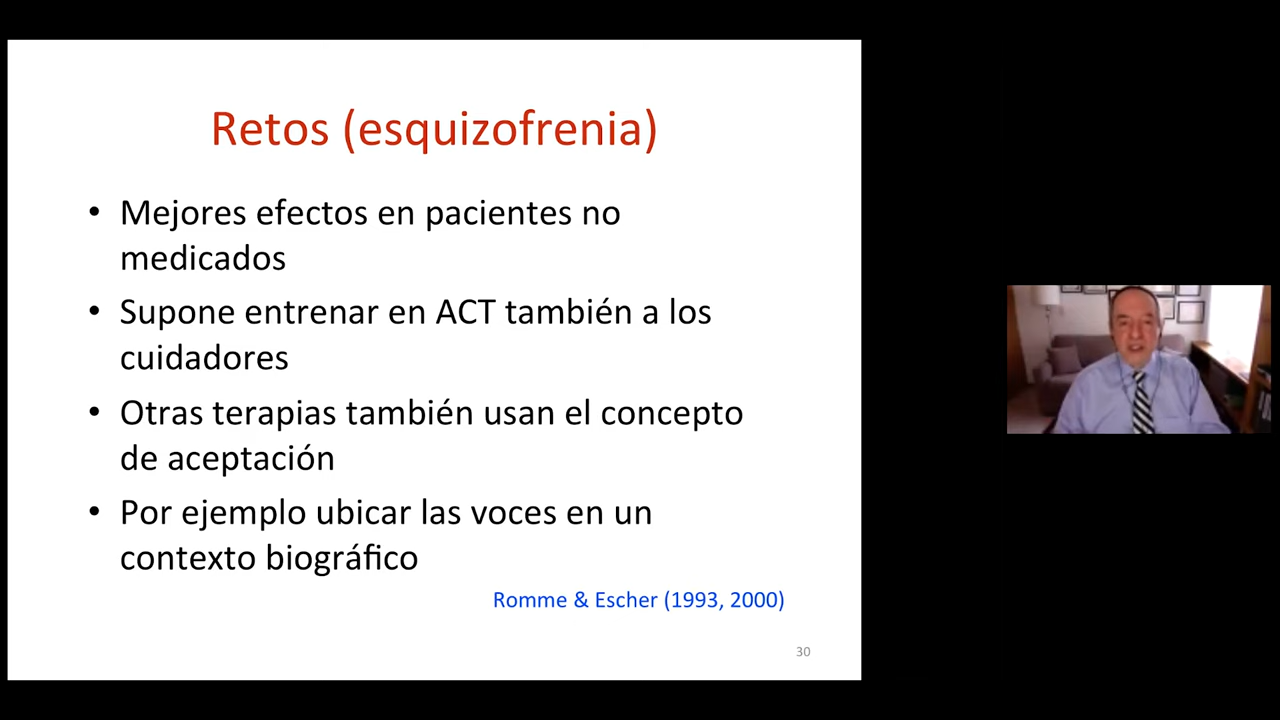 Retos (esquizofrenia)
• Mejores efectos en pacientes no
medicados
• Supone entrenar en ACT también a los
cuidadores
• Otras terapias también usan el concepto
de aceptación
• Por ejemplo ubicar las voces en un
contexto biográfico
Romme & Escher (1993, 2000)
30